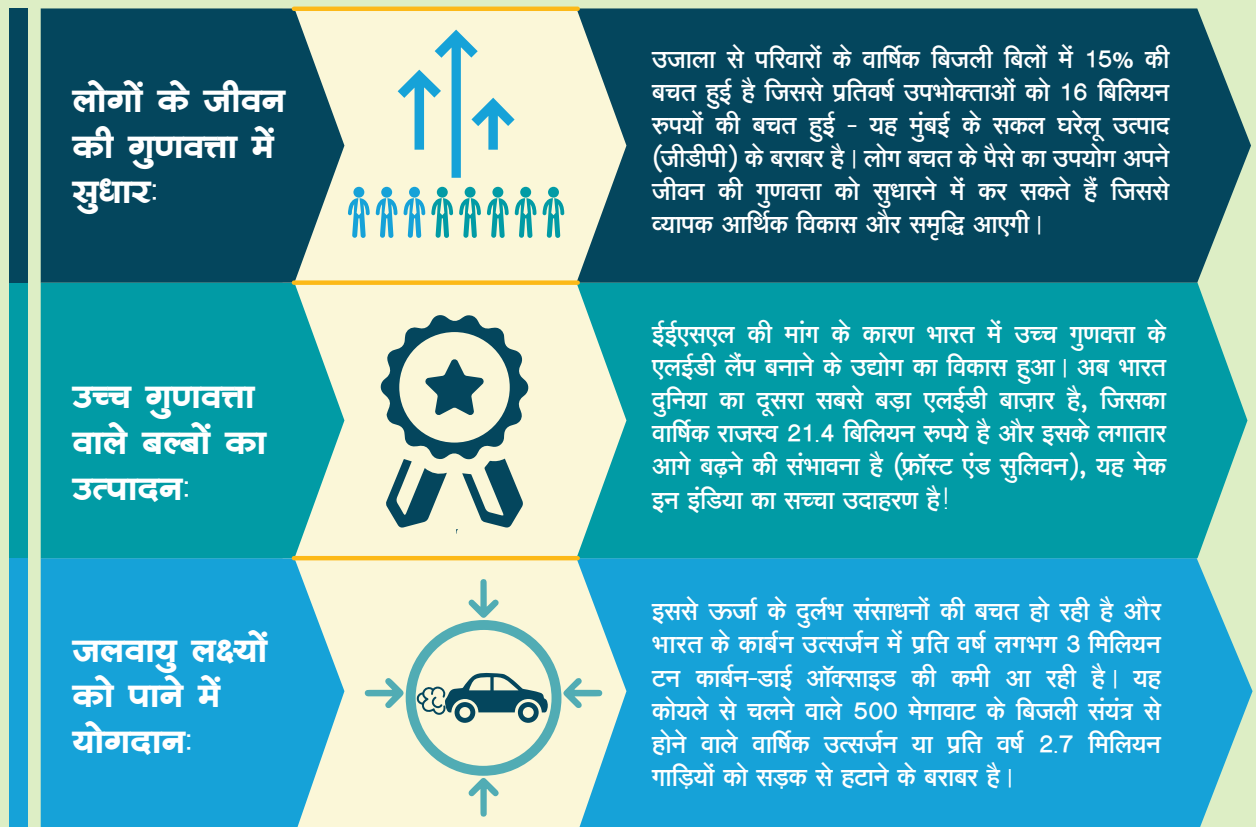 लोगों के जीवन
की गुणवत्ता में
सुधार:
उजाला से परिवारों के वार्षिक बिजली बिलों में 15% की
बचत हुई है जिससे प्रतिवर्ष उपभोक्ताओं को 16 बिलियन
रुपयों की बचत हुई - यह मुंबई के सकल घरेलू उत्पाद
(जीडीपी) के बराबर है। लोग बचत के पैसे का उपयोग अपने
जीवन की गुणवत्ता को सुधारने में कर सकते हैं जिससे
व्यापक आर्थिक विकास और समृद्धि आएगी।
उच्च गुणवत्ता
वाले बल्बों का
उत्पादन:
ईईएसएल की मांग के कारण भारत में उच्च गुणवत्ता के
एलईडी लैंप बनाने के उद्योग का विकास हुआ। अब भारत
दुनिया का दूसरा सबसे बड़ा एलईडी बाज़ार है, जिसका
वार्षिक राजस्व 21.4 बिलियन रुपये है और इसके लगातार
आगे बढ़ने की संभावना है (फ्रॉस्ट एंड सुलिवन), यह मेक
इन इंडिया का सच्चा उदाहरण है!
जलवायु लक्ष्यों
को पाने में
योगदान:
इससे ऊर्जा के दुर्लभ संसाधनों की बचत हो रही है और
भारत के कार्बन उत्सर्जन में प्रति वर्ष लगभग 3 मिलियन
टन कार्बन-डाई ऑक्साइड की कमी आ रही है। यह
कोयले से चलने वाले 500 मेगावाट के बिजली संयंत्र से
होने वाले वार्षिक उत्सर्जन या प्रति वर्ष 2.7 मिलियन
गाड़ियों को सड़क से हटाने के बराबर है।